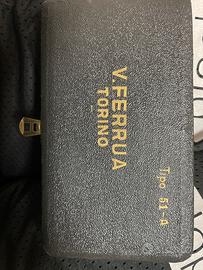 V. FERRUA
TORINO
Tipo 51-A